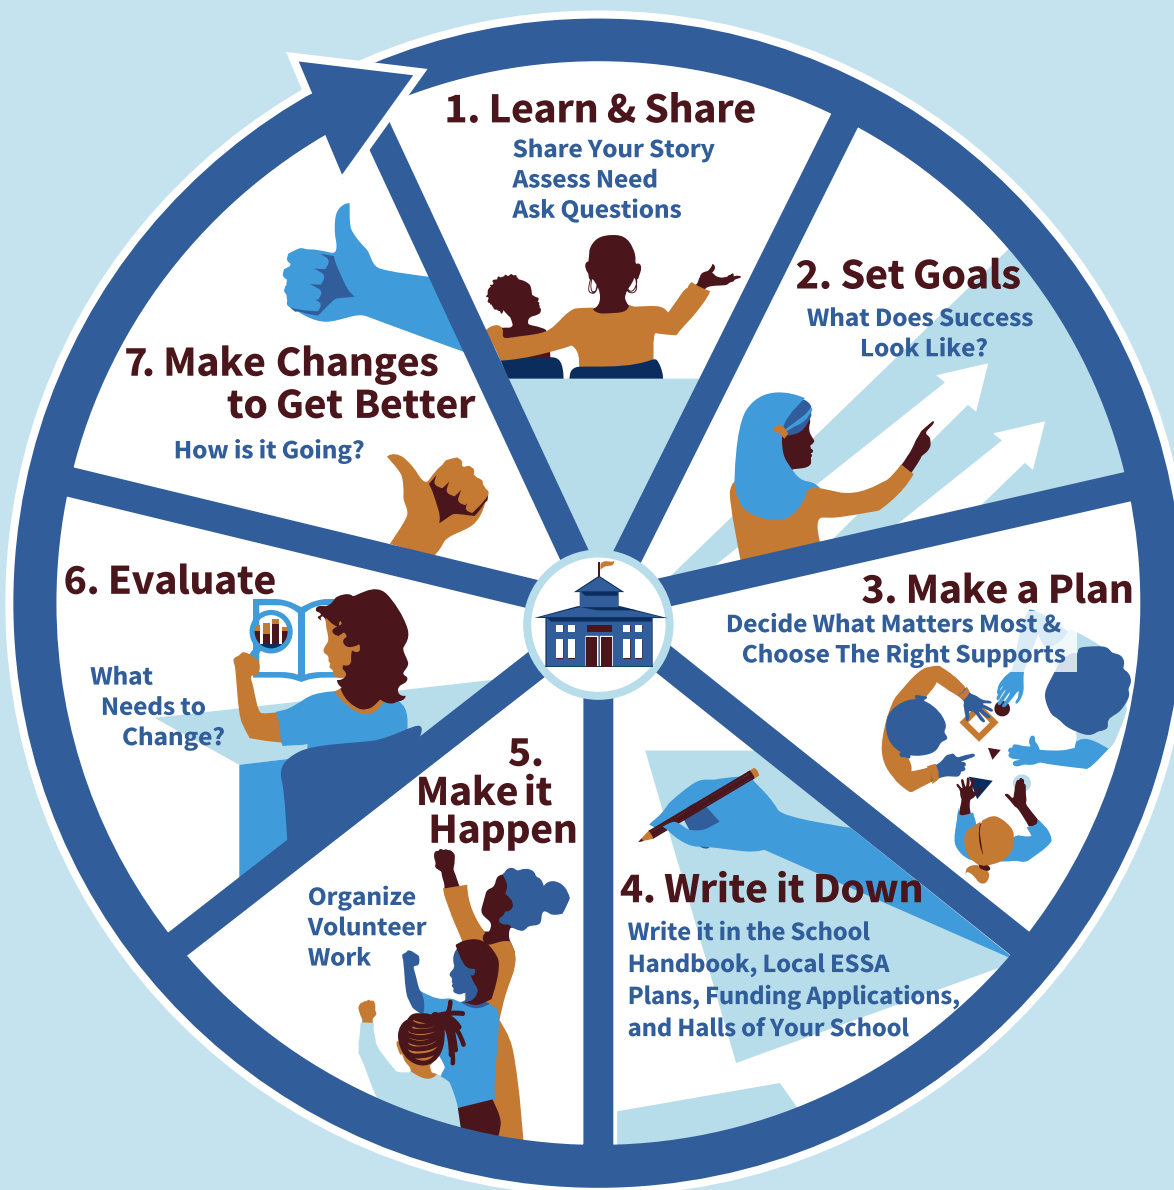 1. Learn & Share
Share Your Story
Assess Need
Ask Questions
2. Set Goals
What Does Success
Look Like?
3. Make a Plan
Decide What Matters Most &
Choose The Right Supports
4. Write it Down
Write it in the School
Handbook, Local ESSA
Plans, Funding Applications,
and Halls of Your School
5.
Make it
Happen
Organize
Volunteer
Work
6. Evaluate
What
Needs to
Change?
7. Make Changes
to Get Better
How is it Going?